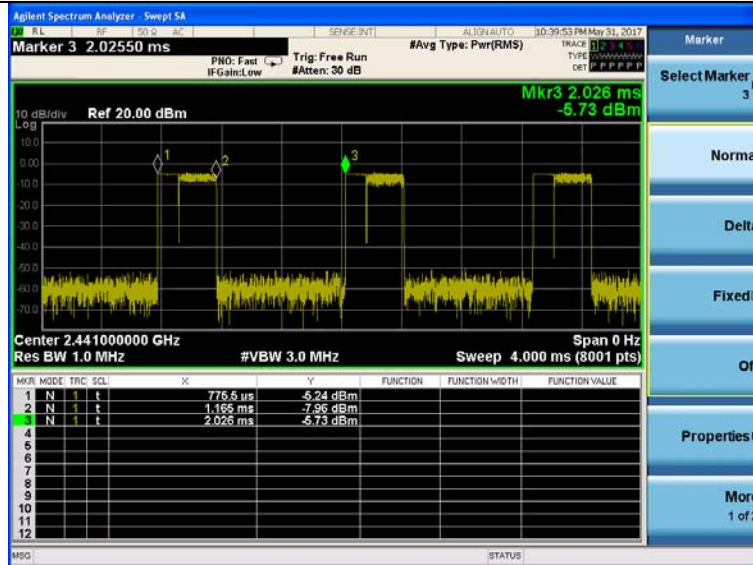 Agilent Spectrum Analyzer - Swept SA
RL RF 50 Ω AC SENSE:INT ALIGN AUTO 10:39:53 PM May 31, 2017
Marker 3 2.02550 ms
PNO: Fast
IFGain:Low
Trig: Free Run
#Atten: 30 dB
#Avg Type: Pwr(RMS)
TRACE 1 2 3 4 5 6
TYPE
DET P P P P P P
Mkr3 2.026 ms
-5.73 dBm
10 dB/div Ref 20.00 dBm
Log
10.0
0.00
-10.0
-20.0
-30.0
-40.0
-50.0
-60.0
-70.0
1
2
3
Center 2.441000000 GHz Span 0 Hz
Res BW 1.0 MHz #VBW 3.0 MHz Sweep 4.000 ms (8001 pts)
MKR MODE TRC SCL X Y FUNCTION FUNCTION WIDTH FUNCTION VALUE
1 N 1 t 775.5 µs -5.24 dBm
2 N 1 t 1.165 ms -7.96 dBm
3 N 1 t 2.026 ms -5.73 dBm
4
5
6
7
8
9
10
11
12
MSG STATUS
Marker
Select Marker
3
Norma
Delt
Fixed
Of
Properties
Mor
1 of